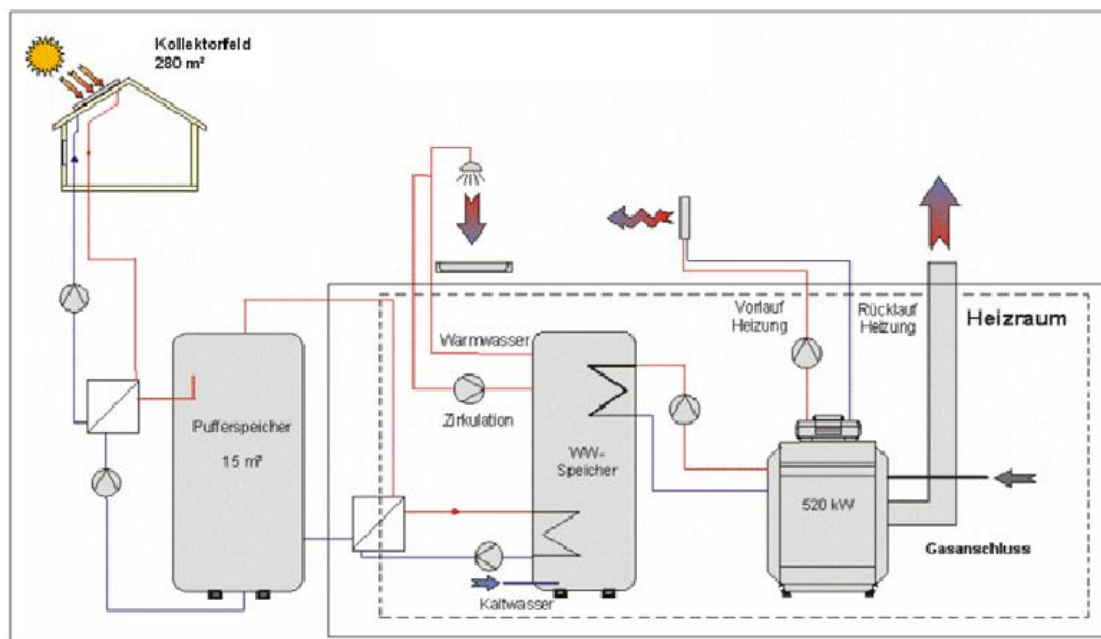 Kollektorfeld
280 m²
Vorlauf
Heizung
Rücklauf
Heizung
Heizraum
Warmwasser
Zirkulation
Pufferspeicher
15 m³
WW-
Speicher
520 kW
Gasanschluss
Kaltwasser